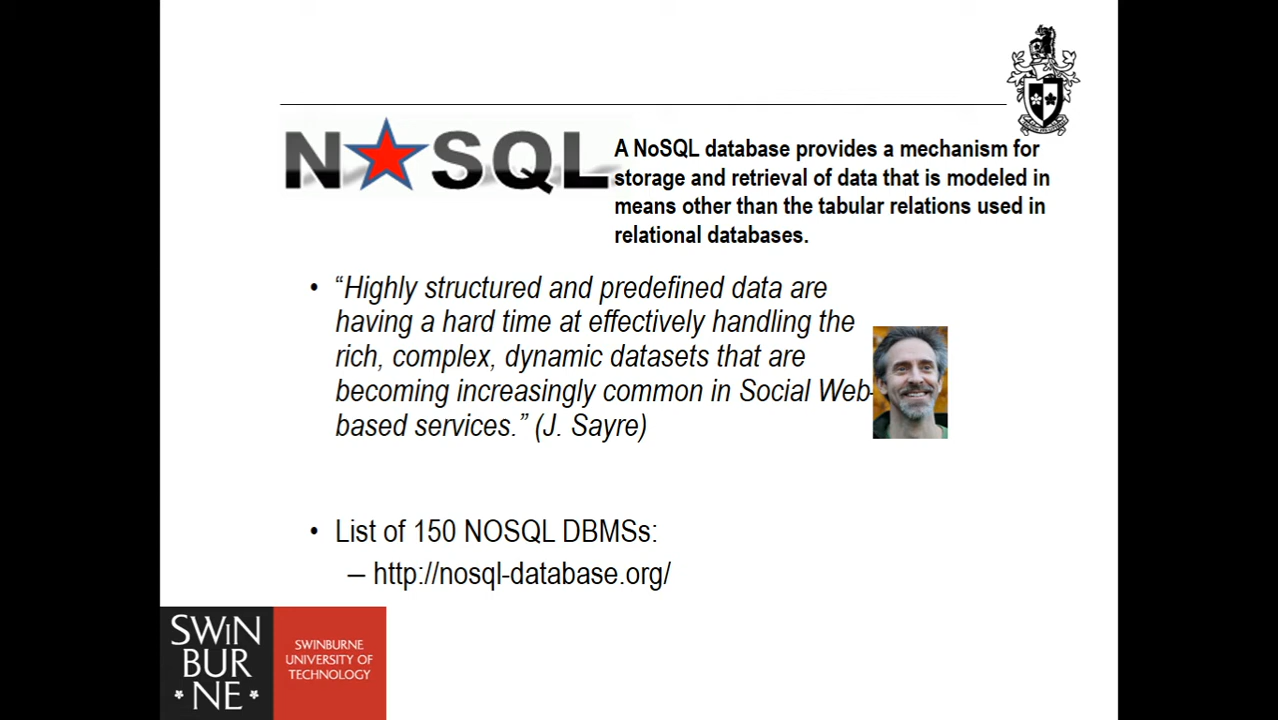 N★SQL
A NoSQL database provides a mechanism for
storage and retrieval of data that is modeled in
means other than the tabular relations used in
relational databases.
• “Highly structured and predefined data are
having a hard time at effectively handling the
rich, complex, dynamic datasets that are
becoming increasingly common in Social Web-
based services.” (J. Sayre)
• List of 150 NOSQL DBMSs:
– http://nosql-database.org/
SWiN
BUR
NE
SWINBURNE
UNIVERSITY OF
TECHNOLOGY